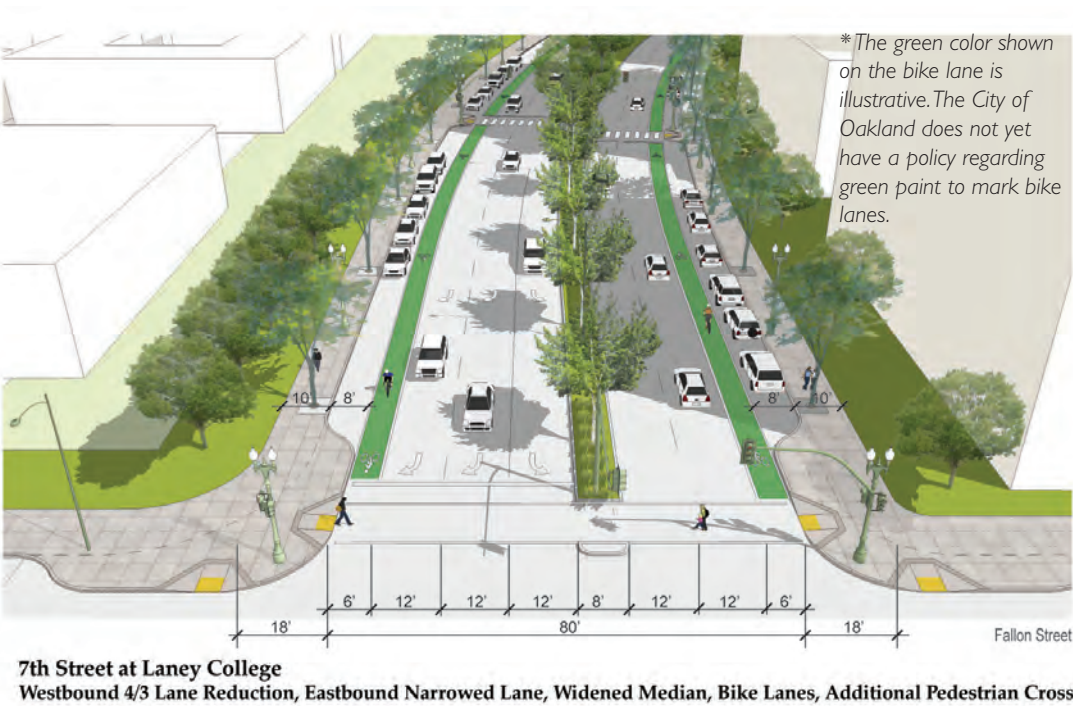 * The green color shown
on the bike lane is
illustrative. The City of
Oakland does not yet
have a policy regarding
green paint to mark bike
lanes.
10' 8' 8' 10'
6' 12' 12' 12' 8' 12' 12' 6'
18' 80' 18'
Fallon Street
7th Street at Laney College
Westbound 4/3 Lane Reduction, Eastbound Narrowed Lane, Widened Median, Bike Lanes, Additional Pedestrian Cross